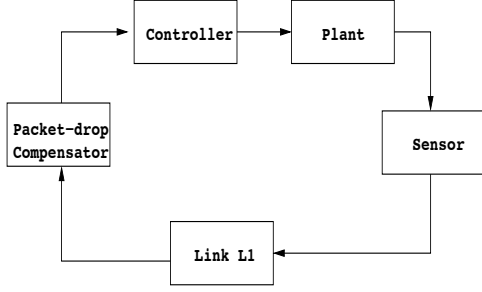 Controller
Plant
Packet-drop
Compensator
Sensor
Link L1